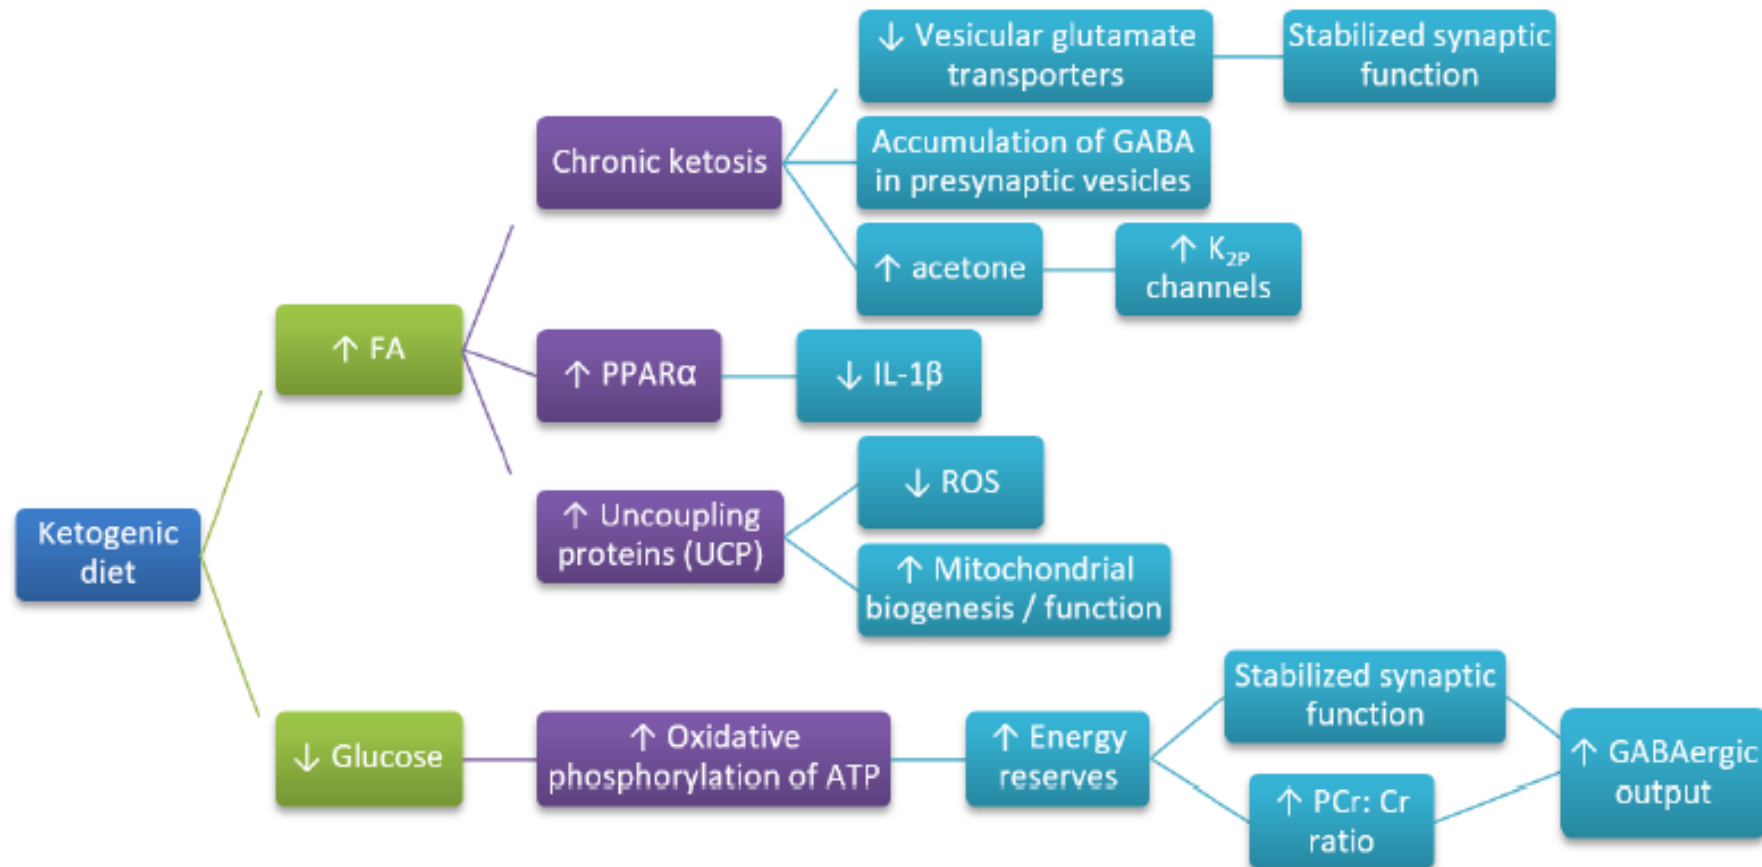 ↓ Vesicular glutamate
transporters
Stabilized synaptic
function
Chronic ketosis
Accumulation of GABA
in presynaptic vesicles
↑ acetone
↑ K₂P
channels
↑ FA
↑ PPARα
↓ IL-1β
↑ Uncoupling
proteins (UCP)
↓ ROS
↑ Mitochondrial
biogenesis / function
Ketogenic
diet
↓ Glucose
↑ Oxidative
phosphorylation of ATP
↑ Energy
reserves
Stabilized synaptic
function
↑ PCr: Cr
ratio
↑ GABAergic
output